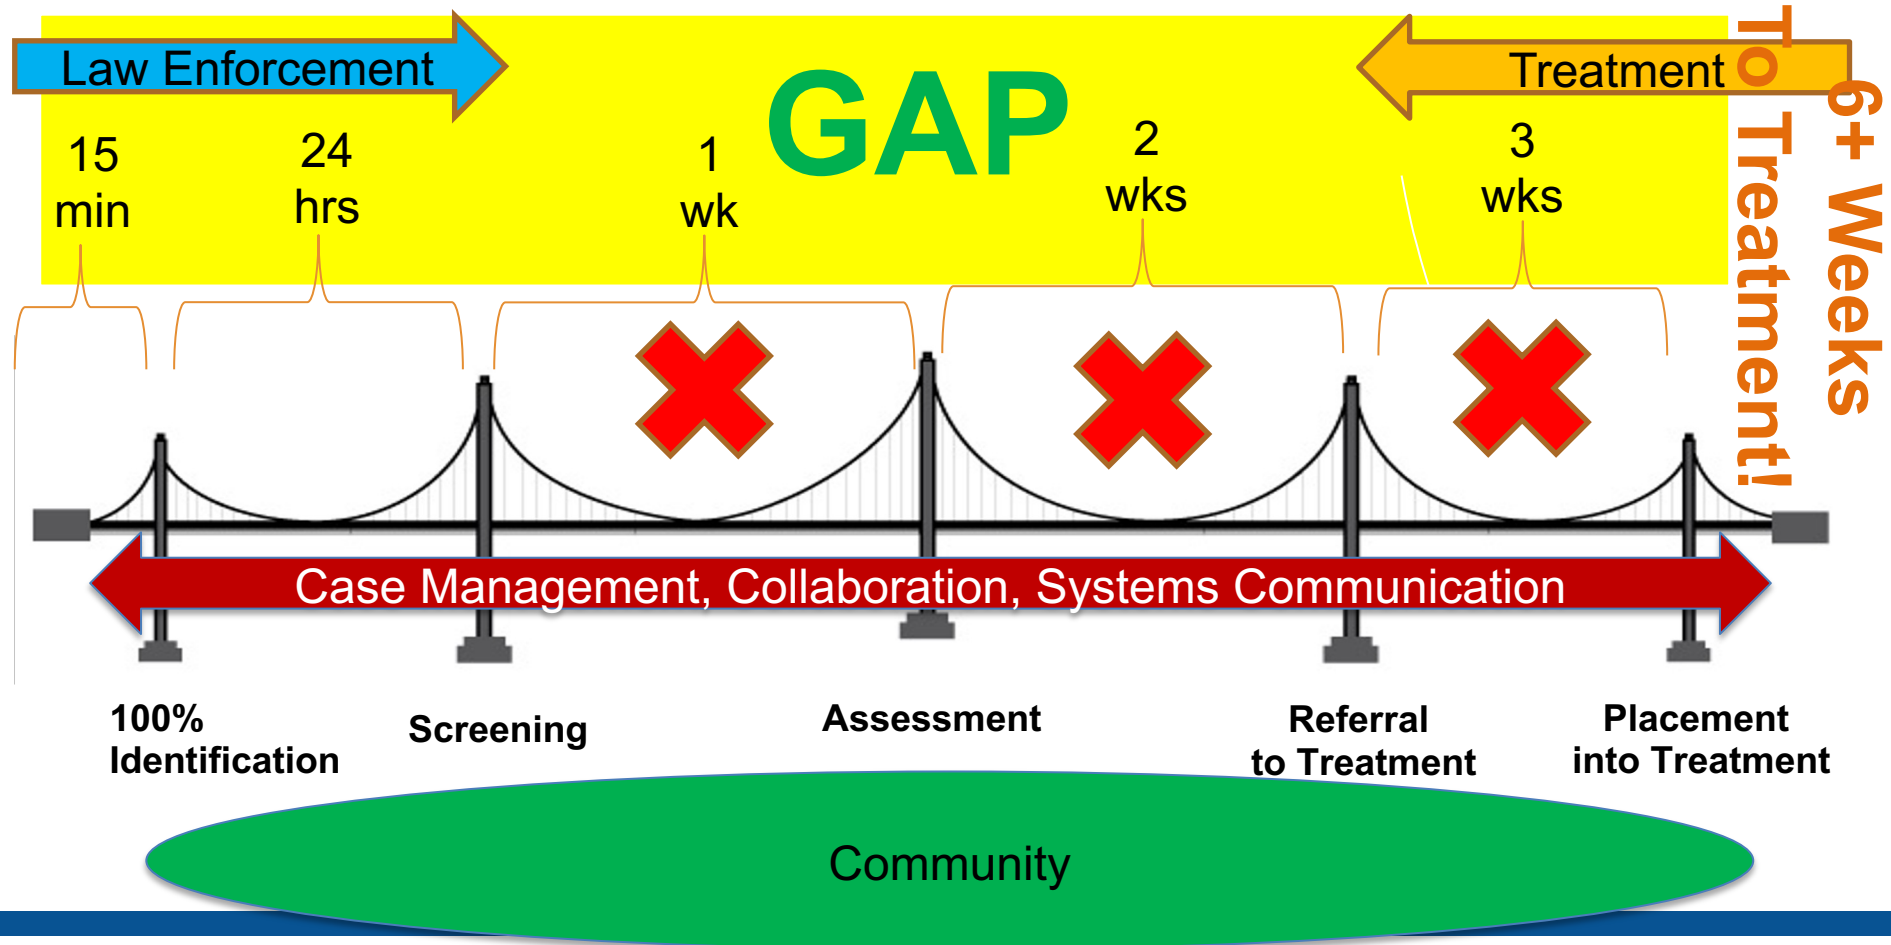 Law Enforcement
GAP
Treatment
15
min
24
hrs
1
wk
2
wks
3
wks
6+ Weeks
To Treatment!
Case Management, Collaboration, Systems Communication
100%
Identification
Screening
Assessment
Referral
to Treatment
Placement
into Treatment
Community